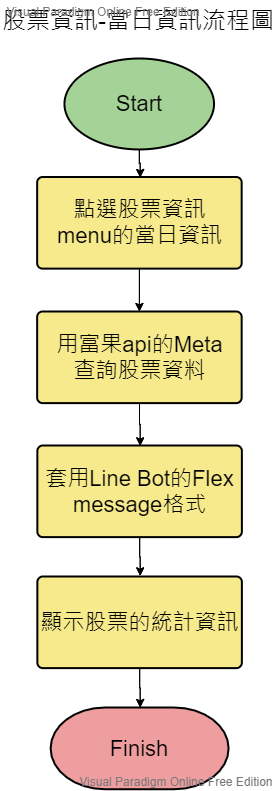 Visual Paradigm Online Free Edition
股票資訊-當日資訊流程圖
Start
點選股票資訊
menu的當日資訊
用富果api的Meta
查詢股票資料
套用Line Bot的Flex
message格式
顯示股票的統計資訊
Finish
Visual Paradigm Online Free Edition